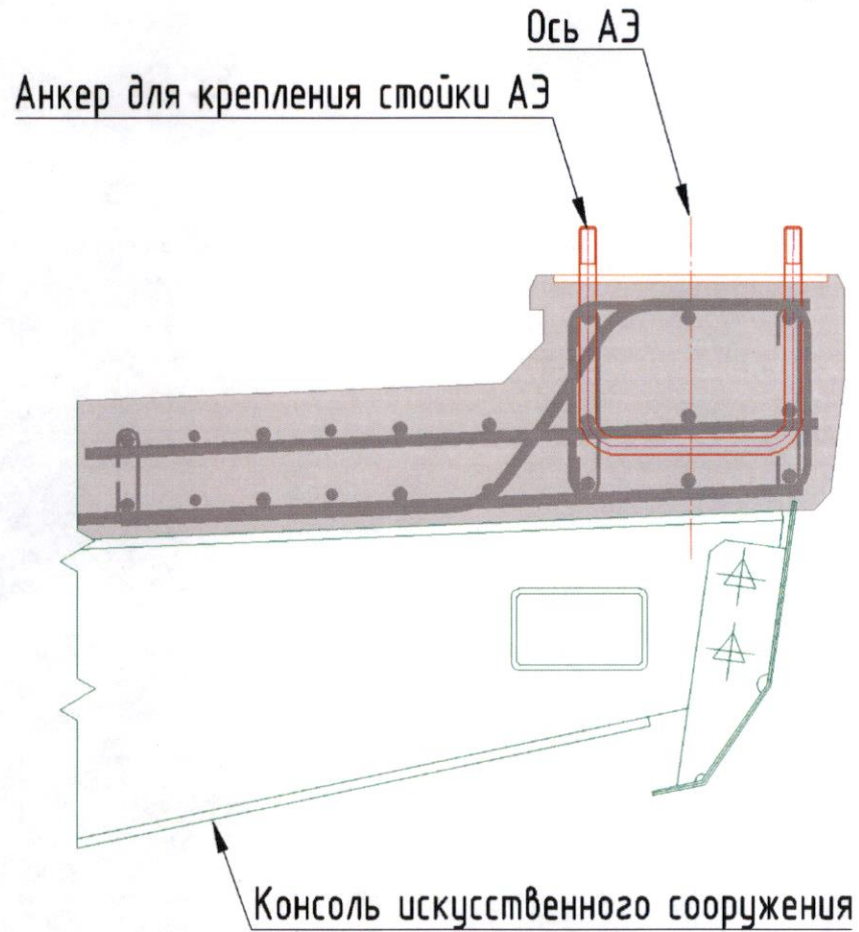 Ось АЭ
Анкер для крепления стойки АЭ
Консоль искусственного сооружения